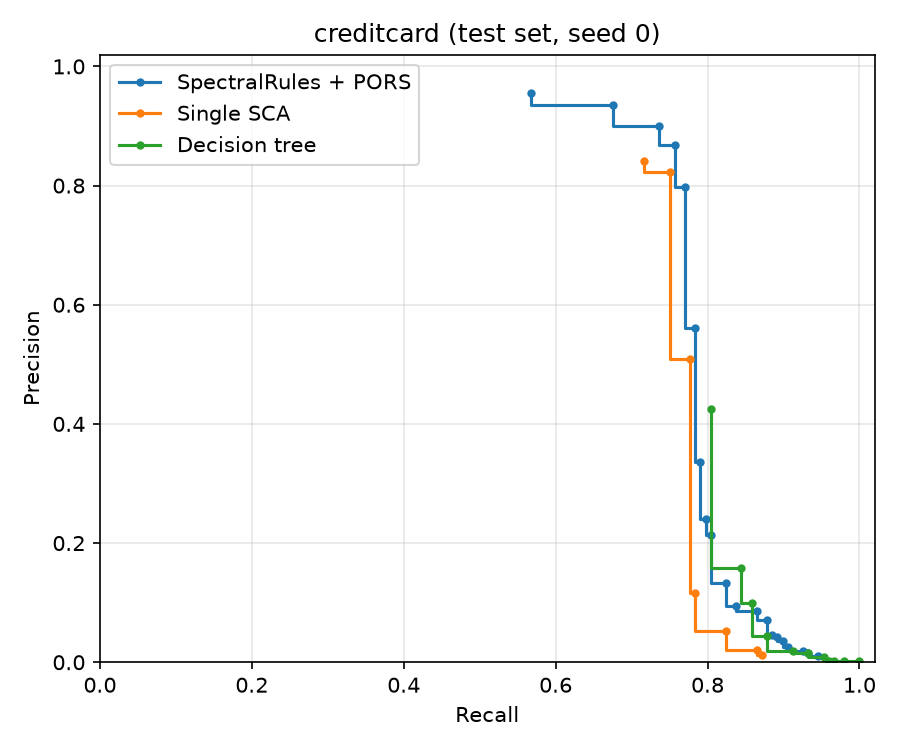 creditcard (test set, seed 0)
SpectralRules + PORS
Single SCA
Decision tree
1.0
0.8
0.6
0.4
0.2
0.0
Precision
0.0 0.2 0.4 0.6 0.8 1.0
Recall